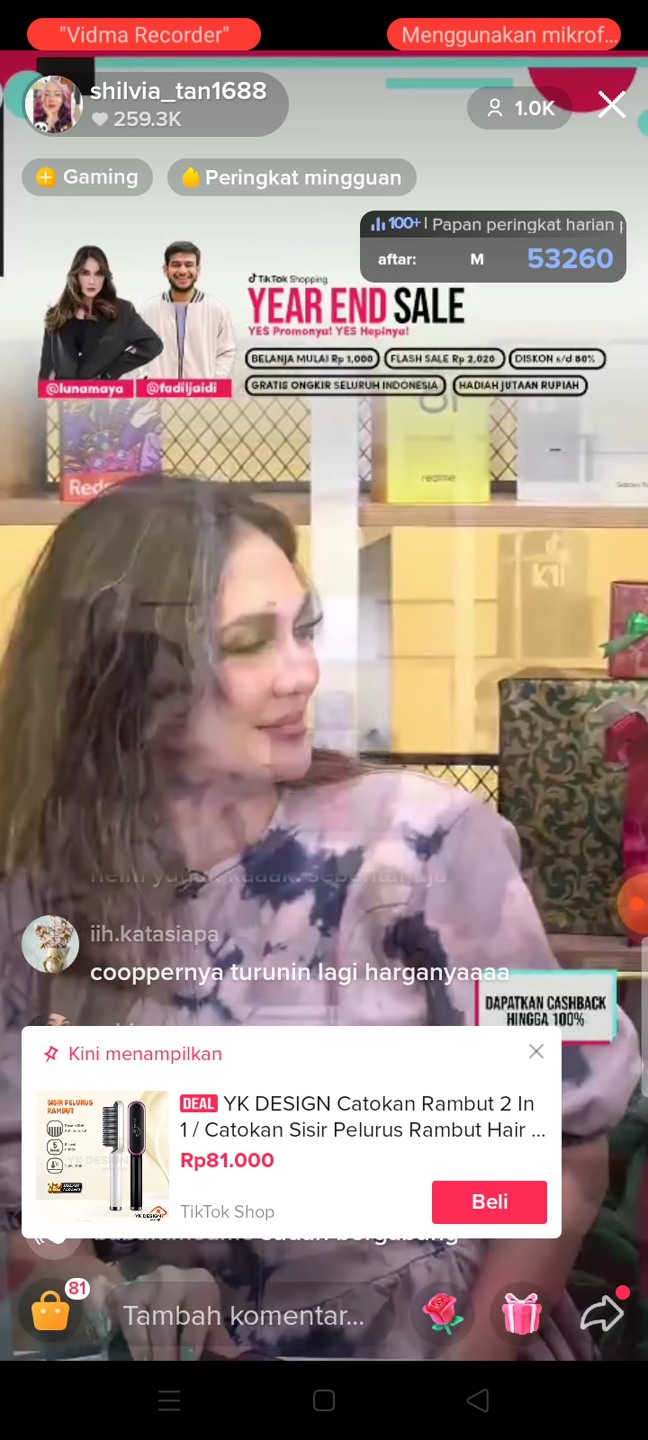 "Vidma Recorder"
Menggunakan mikrof...
shilvia_tan1688
259.3K
1.0K
Gaming
Peringkat mingguan
100+ | Papan peringkat harian
aftar: M 53260
TikTok Shopping
YEAR END SALE
YES Promonya! YES Hepinya!
BELANJA MULAI Rp 1,000
FLASH SALE Rp 2,020
DISKON s/d 80%
GRATIS ONGKIR SELURUH INDONESIA
HADIAH JUTAAN RUPIAH
@lunamaya
@fadiljaidi
realme
iih.katasiapa
cooppernya turunin lagi harganyaaaa
DAPATKAN CASHBACK
HINGGA 100%
Kini menampilkan
SISIR PELURUS
RAMBUT
YK DESIGN
DEAL YK DESIGN Catokan Rambut 2 In
1 / Catokan Sisir Pelurus Rambut Hair ...
Rp81.000
TikTok Shop
Beli
81
Tambah komentar...